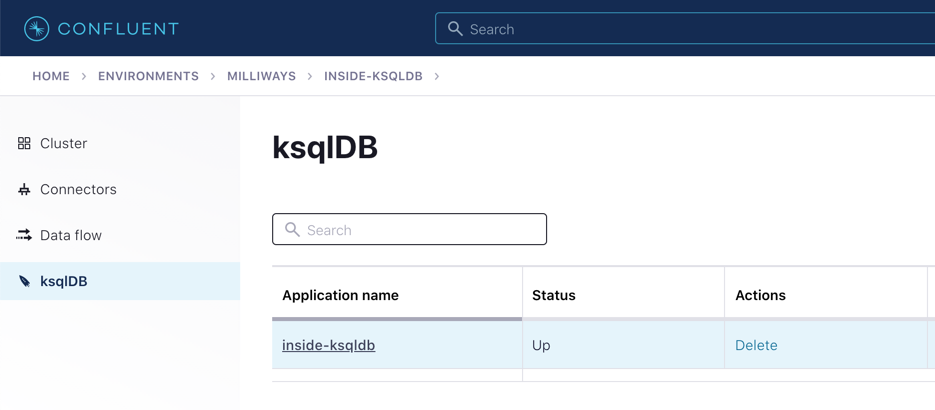 CONFLUENT
Search
HOME > ENVIRONMENTS > MILLIWAYS > INSIDE-KSQLDB >
Cluster
Connectors
Data flow
ksqlDB
ksqlDB
Search
Application name Status Actions
inside-ksqldb Up Delete